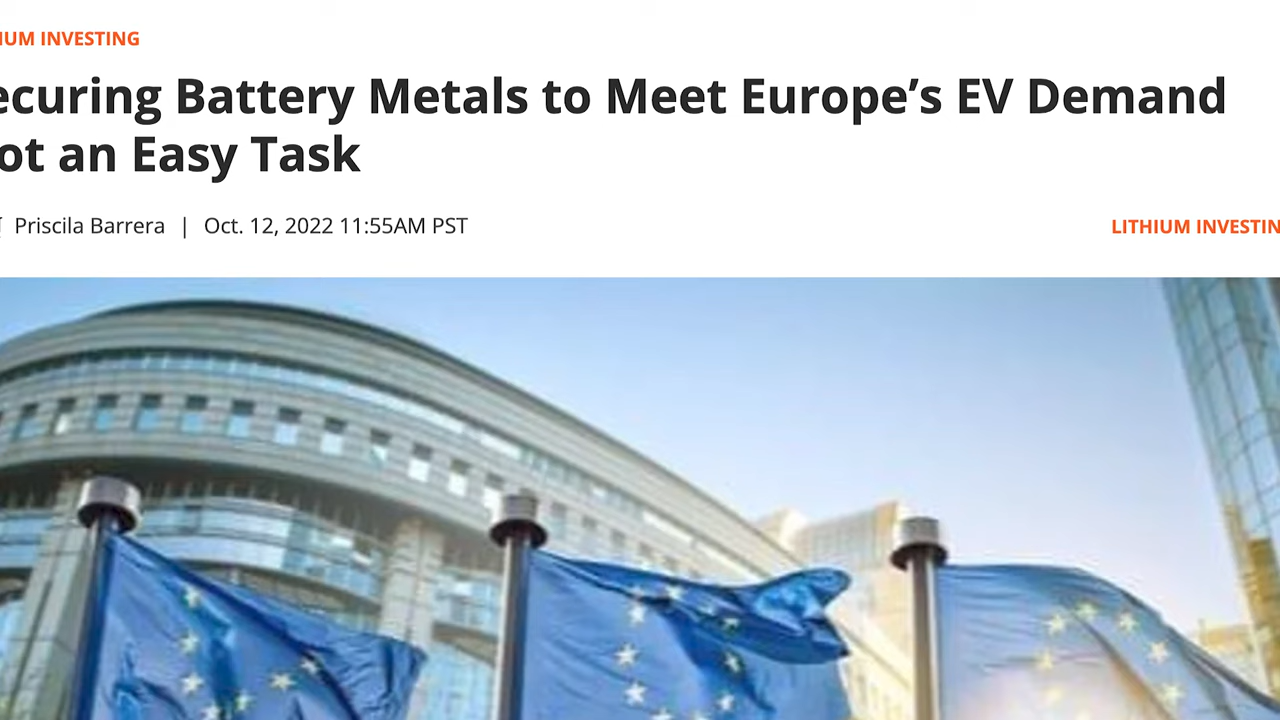 IUM INVESTING
ecuring Battery Metals to Meet Europe’s EV Demand
ot an Easy Task
Priscila Barrera | Oct. 12, 2022 11:55AM PST
LITHIUM INVESTIN